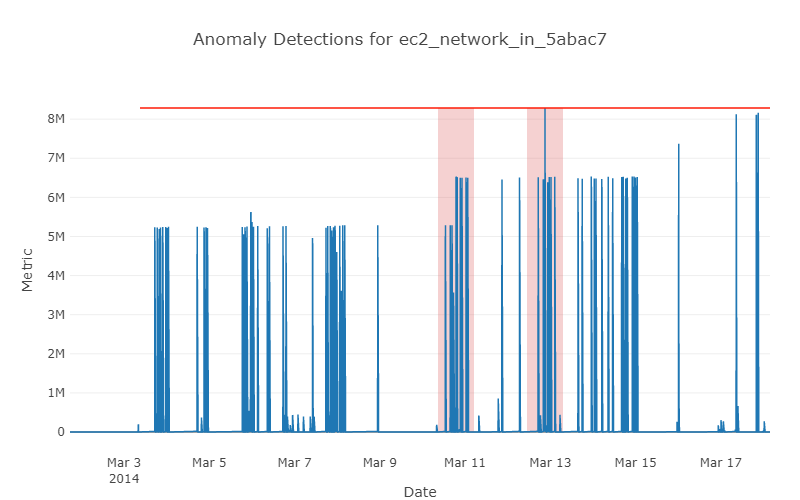 Anomaly Detections for ec2_network_in_5abac7
8M
7M
6M
5M
4M
3M
2M
1M
0
Metric
Mar 3
2014
Mar 5
Mar 7
Mar 9
Mar 11
Mar 13
Mar 15
Mar 17
Date